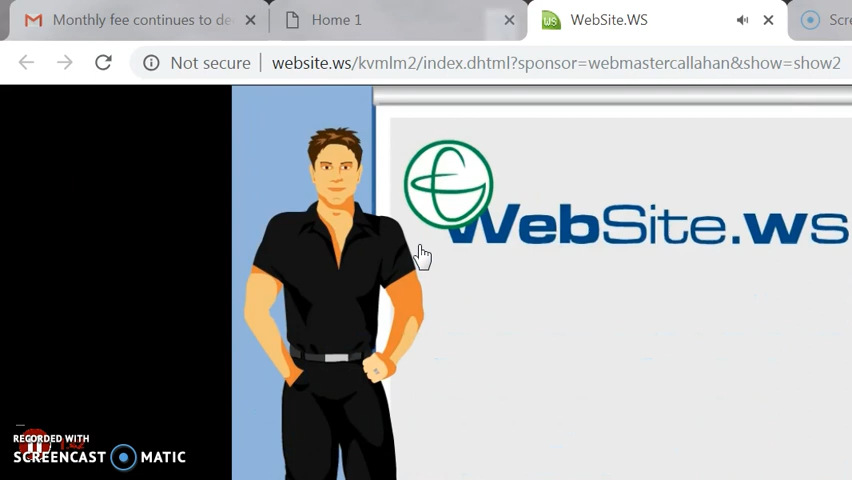 Monthly fee continues to de
Home 1
WS
WebSite.WS
Scre
Not secure
website.ws/kvmlm2/index.dhtml?sponsor=webmastercallahan&show=show2
WebSite.ws
RECORDED WITH
SCREENCAST MATIC